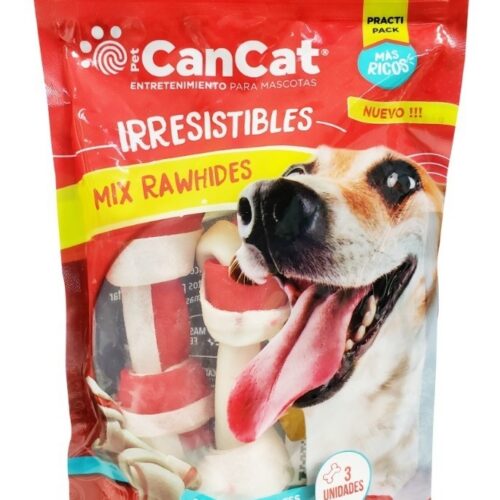 PRACTI
PACK
Pet CanCat®
ENTRETENIMIENTO PARA MASCOTAS
MÁS
RICOS
NUEVO !!!
IRRESISTIBLES
MIX RAWHIDES
3
UNIDADES